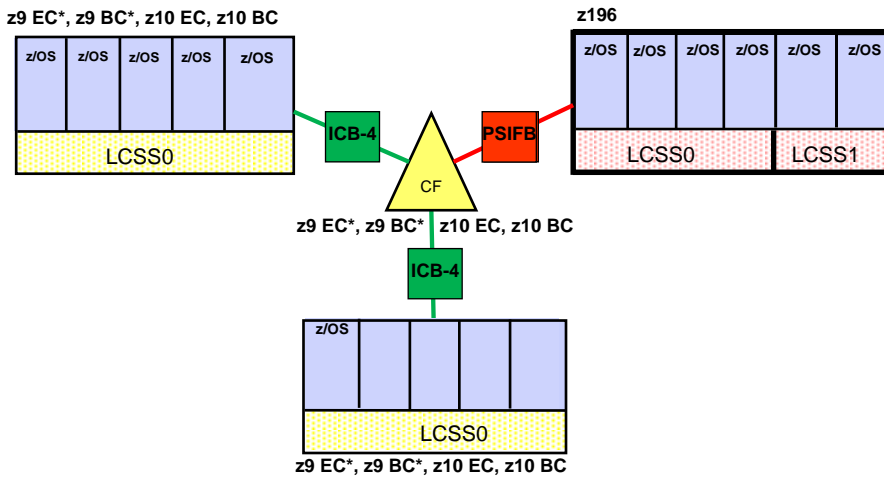 z9 EC*, z9 BC*, z10 EC, z10 BC
z196
z/OS z/OS z/OS z/OS z/OS
z/OS z/OS z/OS z/OS z/OS z/OS
ICB-4
PSIFB
LCSS0
LCSS0
LCSS1
CF
z9 EC*, z9 BC* z10 EC, z10 BC
ICB-4
z/OS
LCSS0
z9 EC*, z9 BC*, z10 EC, z10 BC